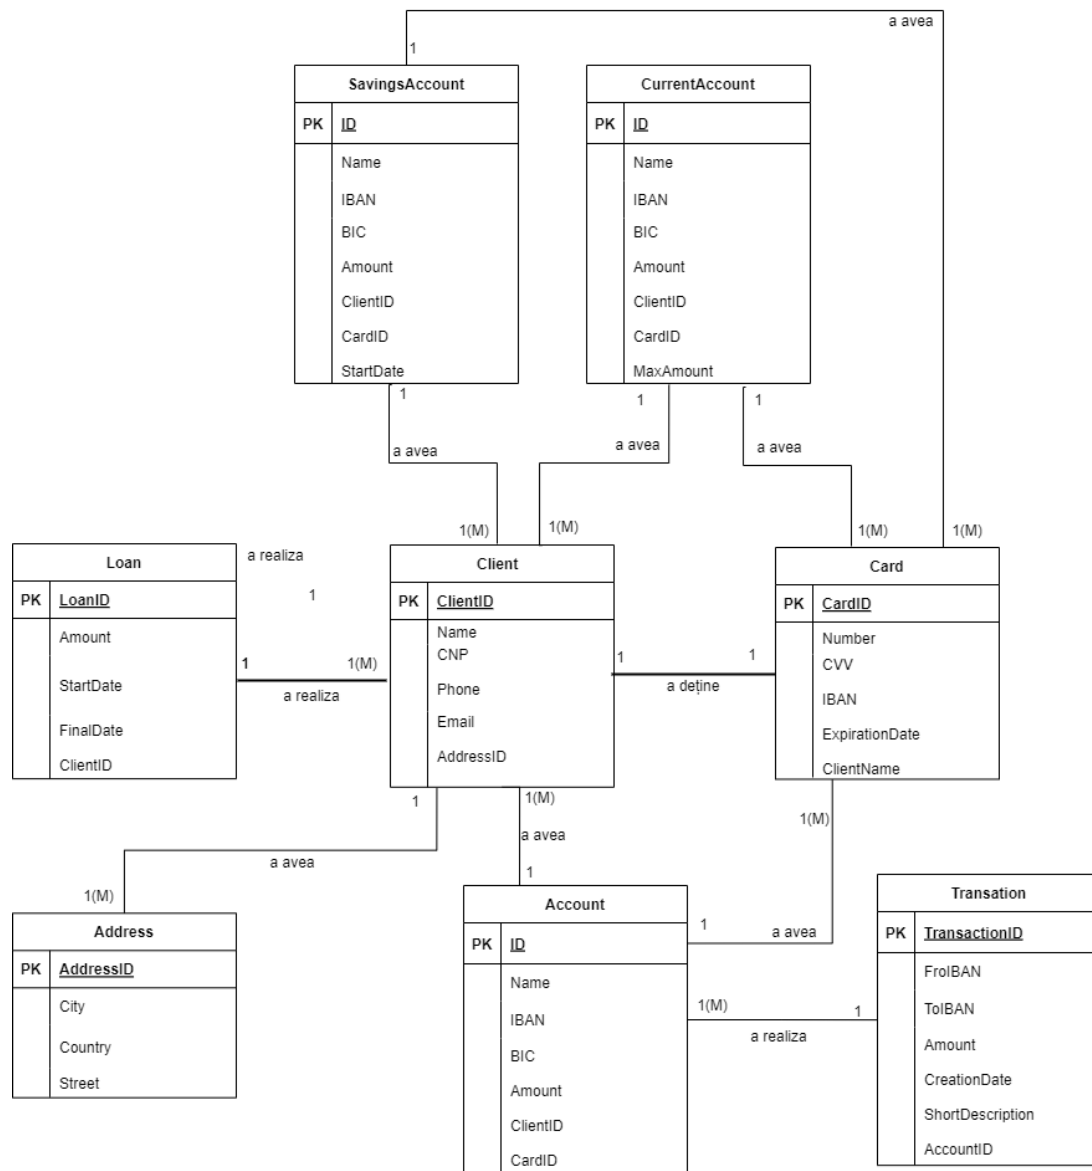 a avea
1
SavingsAccount
PK ID
Name
IBAN
BIC
Amount
ClientID
CardID
StartDate
CurrentAccount
PK ID
Name
IBAN
BIC
Amount
ClientID
CardID
MaxAmount
1
1
1
a avea
a avea
a avea
1(M)
1(M)
1(M)
1(M)
Loan
PK LoanID
Amount
StartDate
FinalDate
ClientID
a realiza
1
1
1(M)
a realiza
Client
PK ClientID
Name
CNP
Phone
Email
AddressID
1
1
a deține
Card
PK CardID
Number
CVV
IBAN
ExpirationDate
ClientName
1
1(M)
1(M)
a avea
a avea
1(M)
1
Address
PK AddressID
City
Country
Street
Account
PK ID
Name
IBAN
BIC
Amount
ClientID
CardID
1
a avea
1(M)
1
a realiza
Transation
PK TransactionID
FroIBAN
ToIBAN
Amount
CreationDate
ShortDescription
AccountID